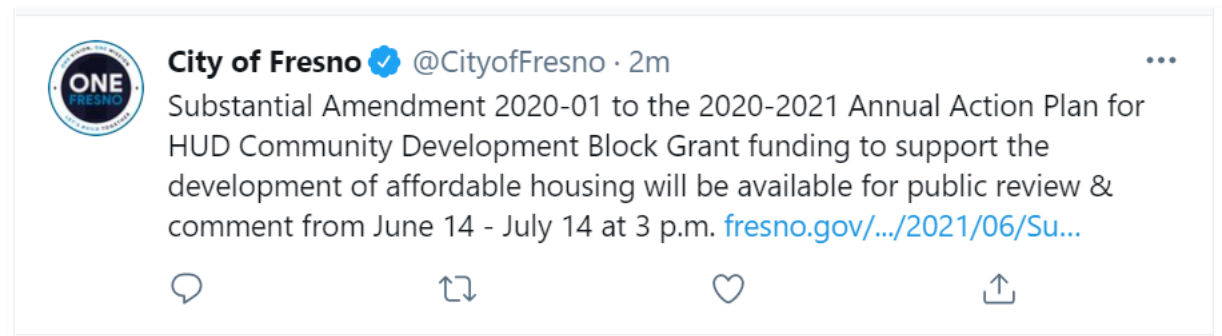 City of Fresno @CityofFresno · 2m
ONE
FRESNO
Substantial Amendment 2020-01 to the 2020-2021 Annual Action Plan for
HUD Community Development Block Grant funding to support the
development of affordable housing will be available for public review &
comment from June 14 - July 14 at 3 p.m. fresno.gov/.../2021/06/Su...